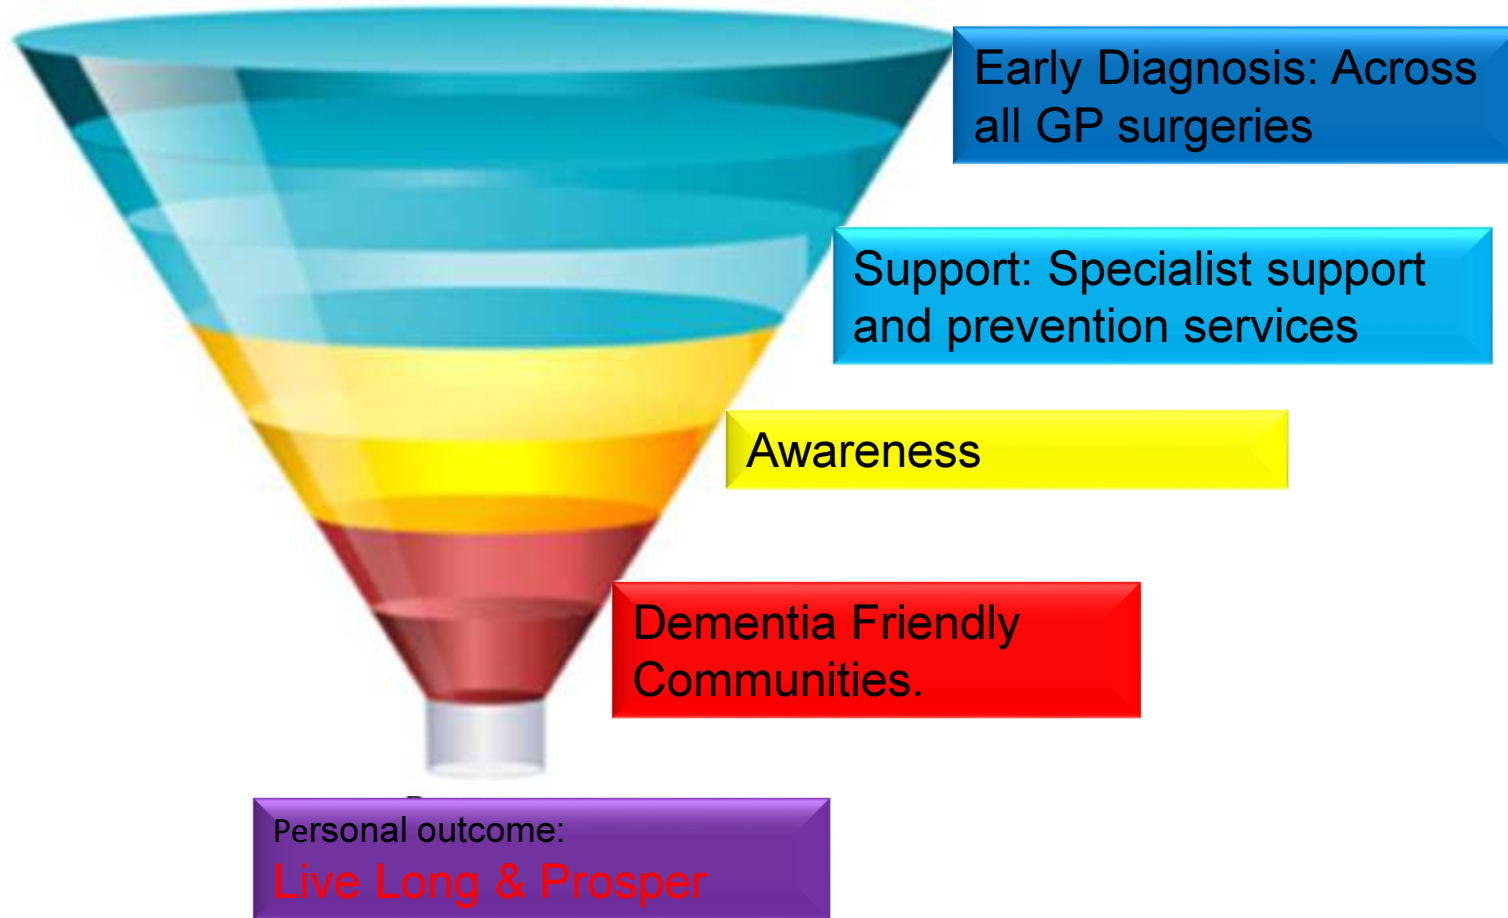 Early Diagnosis: Across
all GP surgeries
Support: Specialist support
and prevention services
Awareness
Dementia Friendly
Communities.
Personal outcome:
Live Long & Prosper